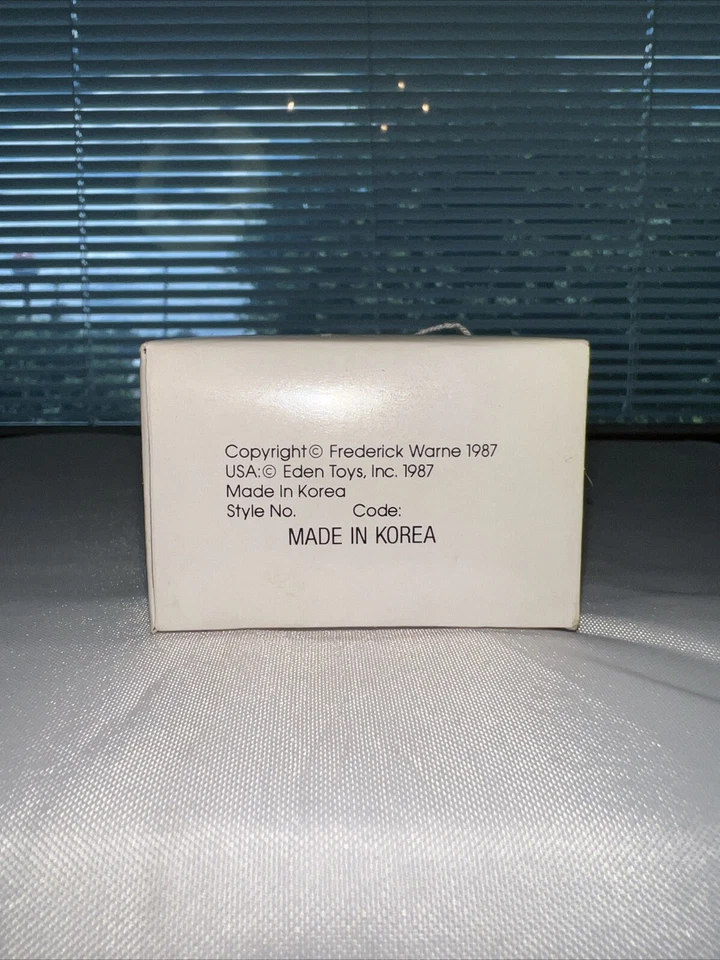 Copyright© Frederick Warne 1987
USA:© Eden Toys, Inc. 1987
Made In Korea
Style No. Code:
MADE IN KOREA